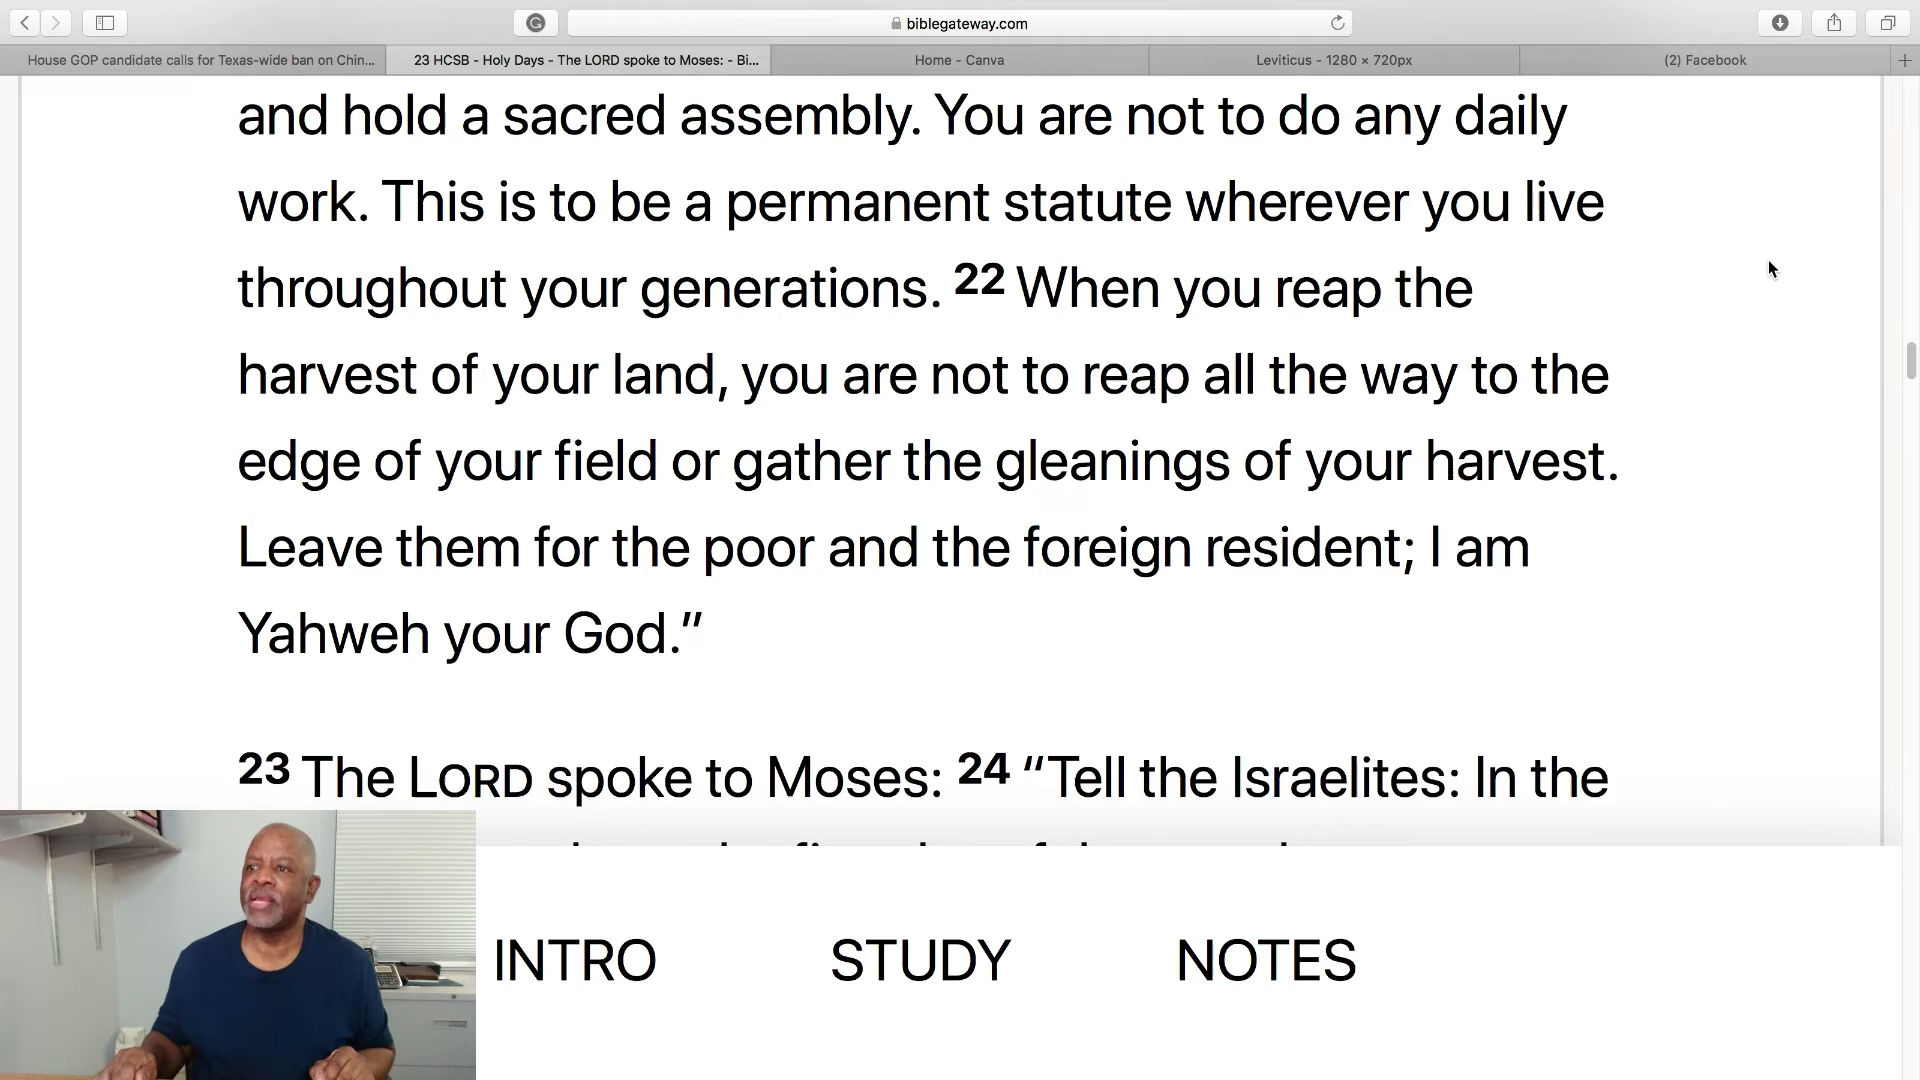 biblegateway.com
House GOP candidate calls for Texas-wide ban on Chin...
23 HCSB - Holy Days - The LORD spoke to Moses: - Bi...
Home - Canva
Leviticus - 1280 × 720px
(2) Facebook
and hold a sacred assembly. You are not to do any daily
work. This is to be a permanent statute wherever you live
throughout your generations. 22 When you reap the
harvest of your land, you are not to reap all the way to the
edge of your field or gather the gleanings of your harvest.
Leave them for the poor and the foreign resident; I am
Yahweh your God.”
23 The LORD spoke to Moses: 24 “Tell the Israelites: In the
INTRO STUDY NOTES